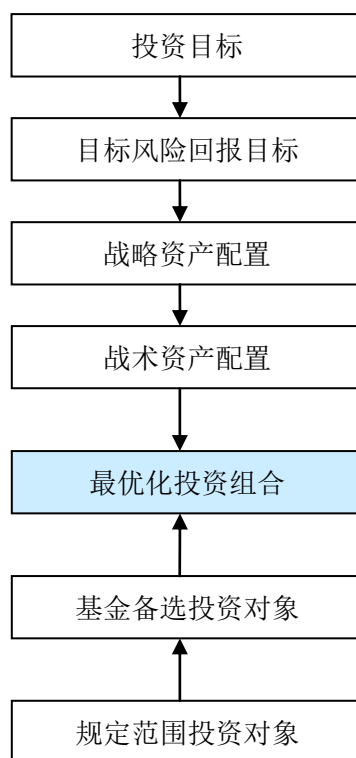 投资目标
目标风险回报目标
战略资产配置
战术资产配置
最优化投资组合
基金备选投资对象
规定范围投资对象